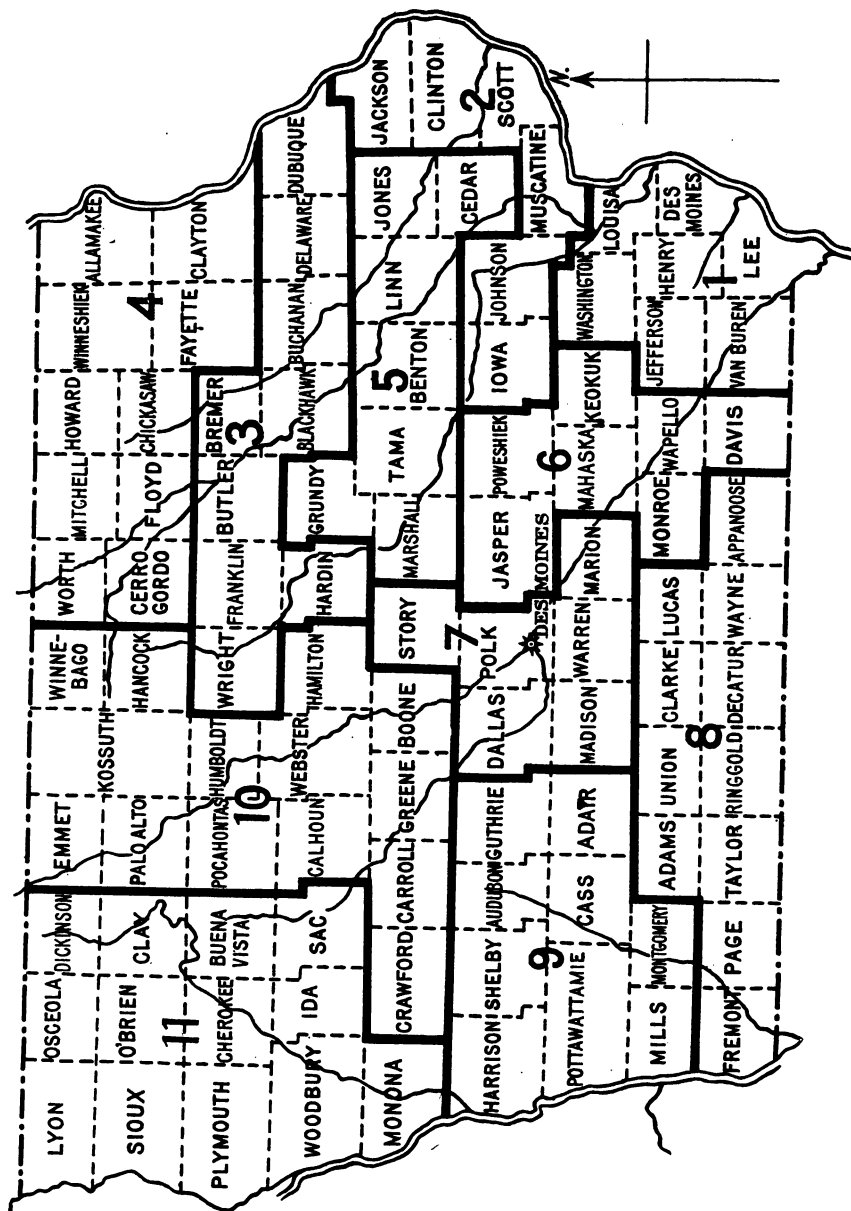 LYON
OSCEOLA
DICKINSON
EMMET
WINNE-
BAGO
WORTH
MITCHELL
HOWARD
WINNESHIEK
ALLAMAKEE
KOSSUTH
HANCOCK
CERRO
GORDO
FLOYD
CHICKASAW
4
SIOUX
O'BRIEN
CLAY
PALO ALTO
11
FAYETTE
CLAYTON
PLYMOUTH
CHEROKEE
BUENA
VISTA
POCAHONTAS
HUMBOLDT
WRIGHT
FRANKLIN
BUTLER
BREMER
3
10
WOODBURY
IDA
SAC
CALHOUN
WEBSTER
HAMILTON
HARDIN
GRUNDY
BLACKHAWK
BUCHANAN
DELAWARE
DUBUQUE
MONONA
CRAWFORD
CARROLL
GREENE
BOONE
STORY
MARSHALL
TAMA
BENTON
5
LINN
JONES
JACKSON
CLINTON
CEDAR
2
SCOTT
HARRISON
SHELBY
AUDUBON
GUTHRIE
DALLAS
POLK
7
JASPER
POWESHIEK
IOWA
JOHNSON
MUSCATINE
DES MOINES
9
6
POTTAWATTAMIE
CASS
ADAIR
MADISON
WARREN
MARION
MAHASKA
KEOKUK
WASHINGTON
LOUISA
MILLS
MONTGOMERY
ADAMS
UNION
CLARKE
LUCAS
MONROE
WAPELLO
JEFFERSON
HENRY
DES
MOINES
8
1
FREMONT
PAGE
TAYLOR
RINGGOLD
DECATUR
WAYNE
APPANOOSE
DAVIS
VAN BUREN
LEE
N.